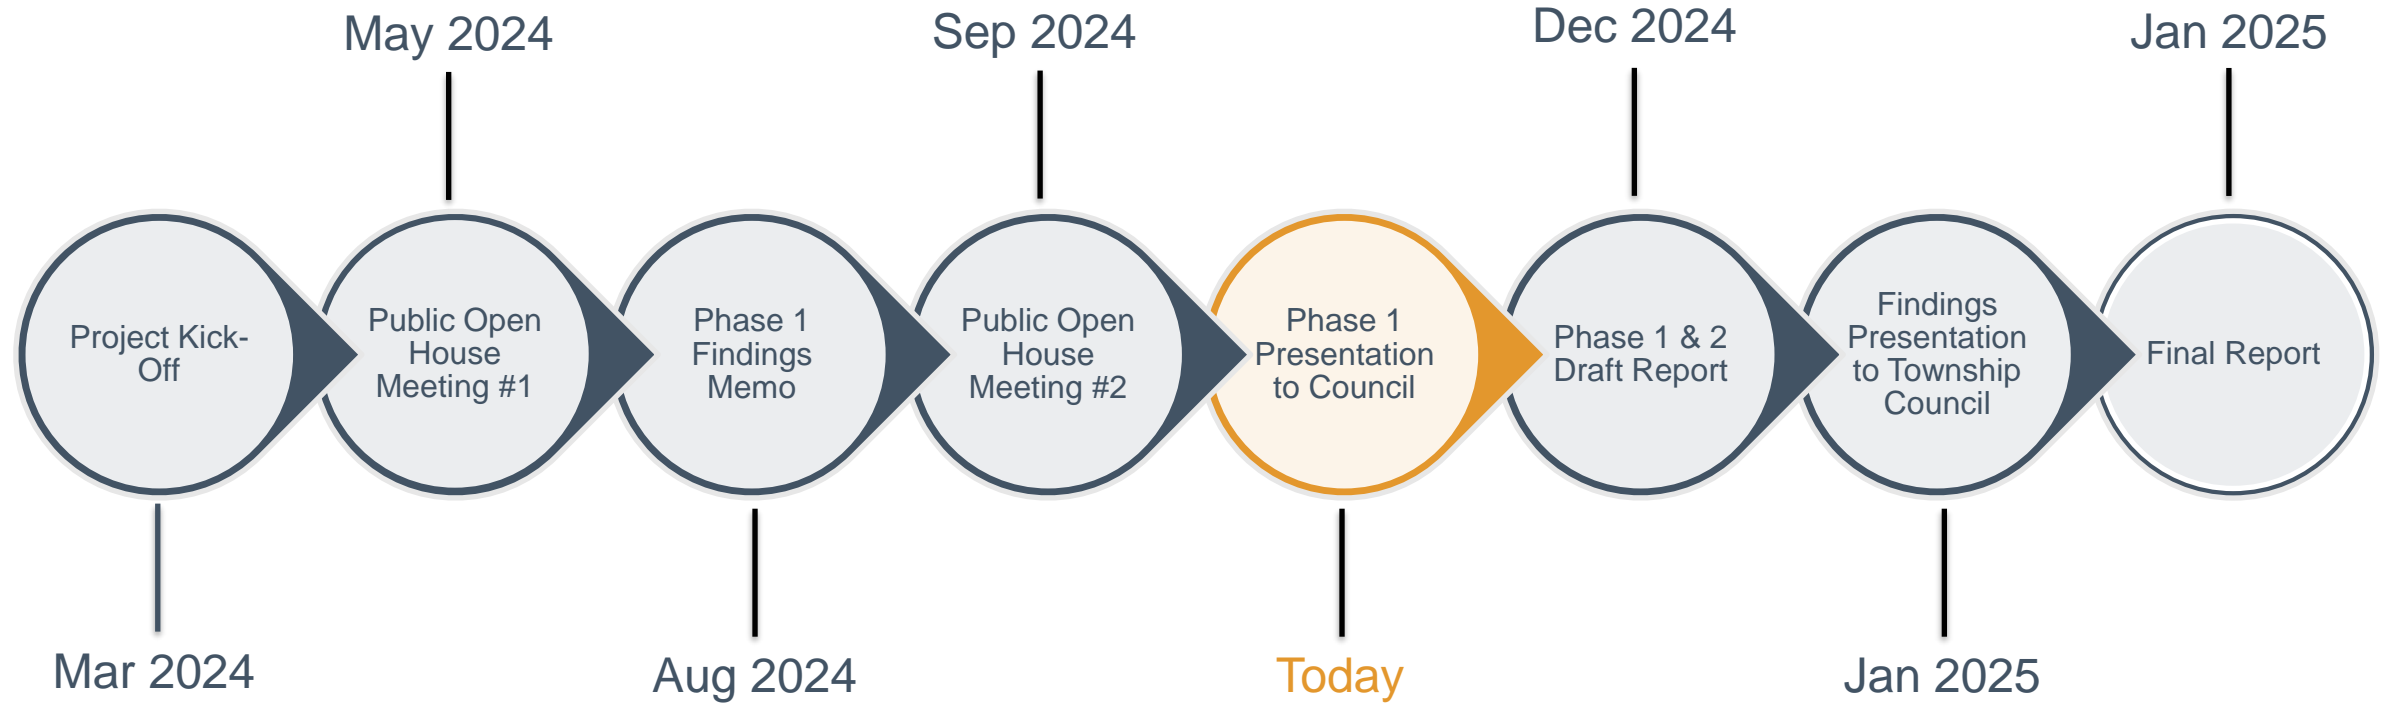 May 2024
Sep 2024
Dec 2024
Jan 2025
Project Kick-
Off
Public Open
House
Meeting #1
Phase 1
Findings
Memo
Public Open
House
Meeting #2
Phase 1
Presentation
to Council
Phase 1 & 2
Draft Report
Findings
Presentation
to Township
Council
Final Report
Mar 2024
Aug 2024
Today
Jan 2025